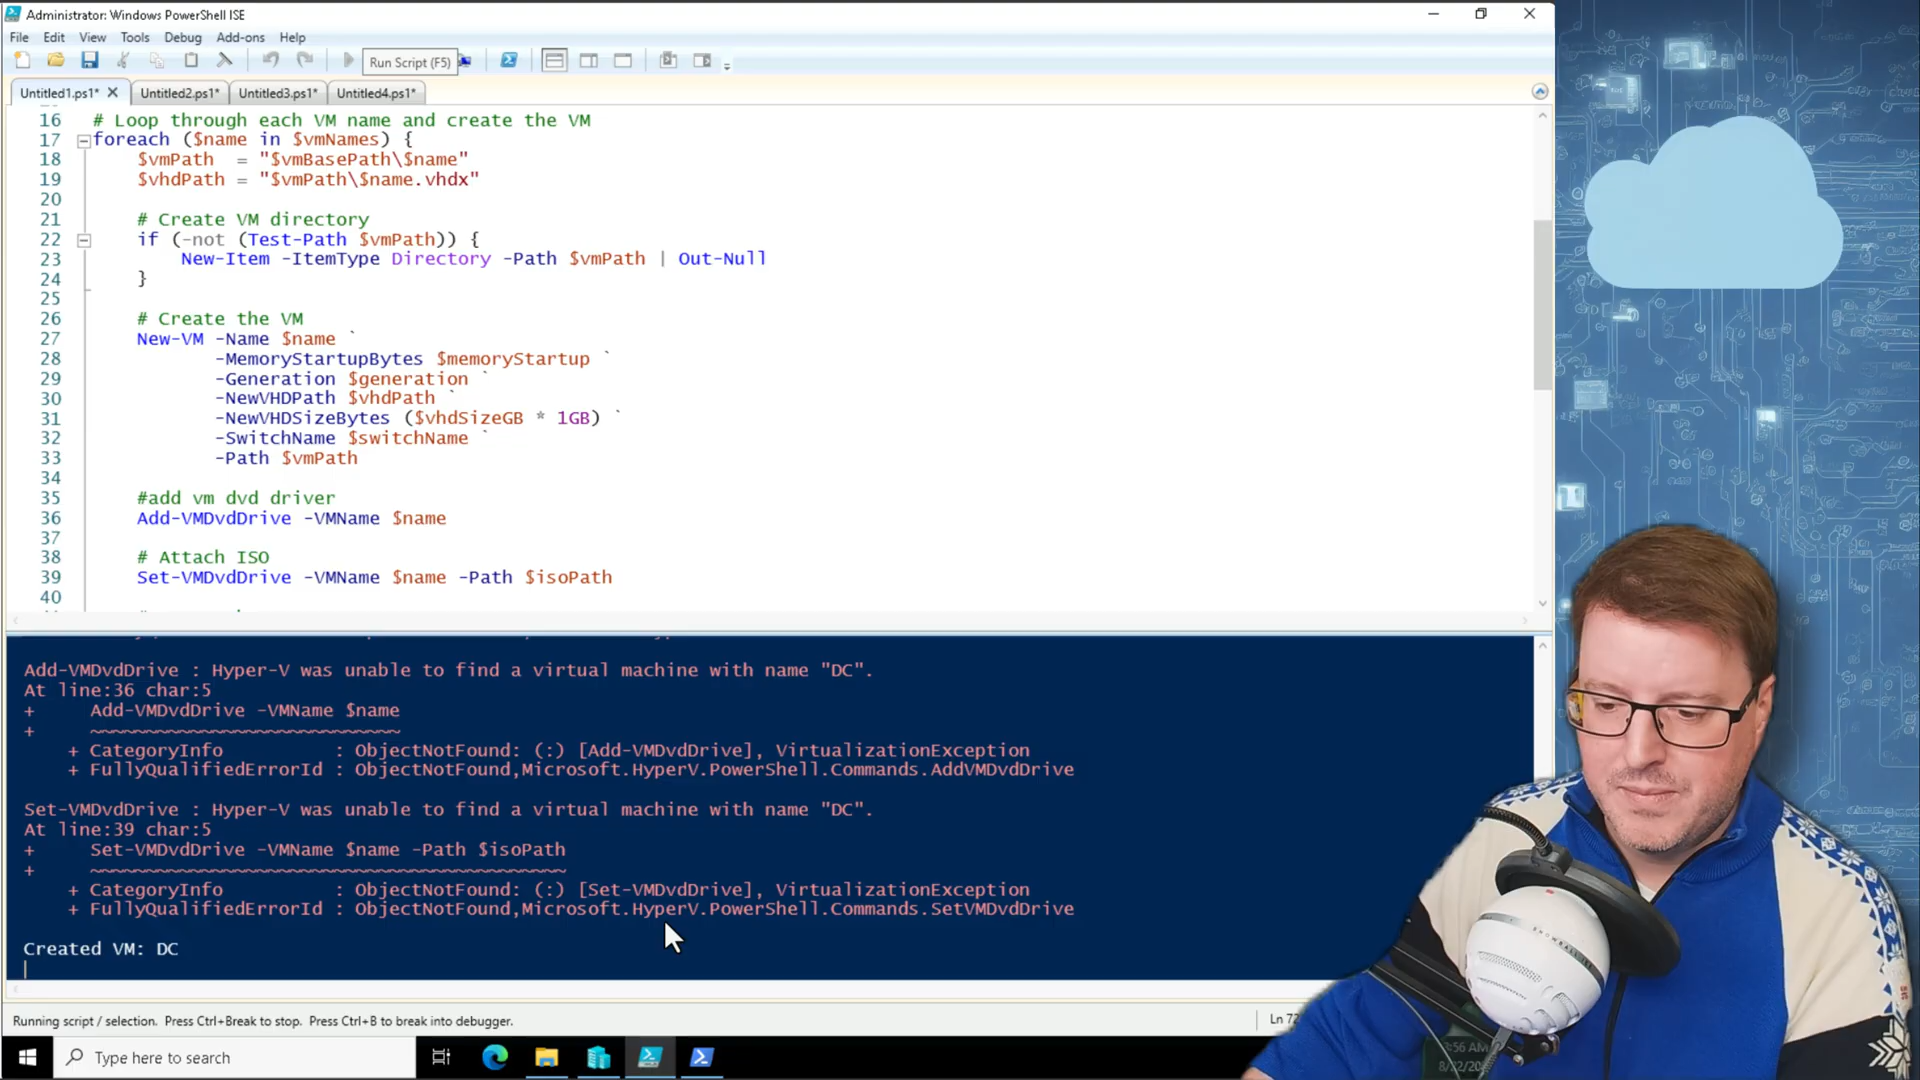 Administrator: Windows PowerShell ISE
File Edit View Tools Debug Add-ons Help
Run Script (F5)
Untitled1.ps1* Untitled2.ps1* Untitled3.ps1* Untitled4.ps1*
16 # Loop through each VM name and create the VM
17 foreach ($name in $vmNames) {
18 $vmPath = "$vmBasePath\$name"
19 $vhdPath = "$vmPath\$name.vhdx"
20
21 # Create VM directory
22 if (-not (Test-Path $vmPath)) {
23 New-Item -ItemType Directory -Path $vmPath | Out-Null
24 }
25
26 # Create the VM
27 New-VM -Name $name `
28 -MemoryStartupBytes $memoryStartup `
29 -Generation $generation `
30 -NewVHDPath $vhdPath `
31 -NewVHDSizeBytes ($vhdSizeGB * 1GB) `
32 -SwitchName $switchName `
33 -Path $vmPath
34
35 #add vm dvd driver
36 Add-VMDvdDrive -VMName $name
37
38 # Attach ISO
39 Set-VMDvdDrive -VMName $name -Path $isoPath
40
Add-VMDvdDrive : Hyper-V was unable to find a virtual machine with name "DC".
At line:36 char:5
+ Add-VMDvdDrive -VMName $name
+ ~~~~~~~~~~~~~~~~~~~~~~~~~~~~
+ CategoryInfo : ObjectNotFound: (:) [Add-VMDvdDrive], VirtualizationException
+ FullyQualifiedErrorId : ObjectNotFound,Microsoft.HyperV.PowerShell.Commands.AddVMDvdDrive
Set-VMDvdDrive : Hyper-V was unable to find a virtual machine with name "DC".
At line:39 char:5
+ Set-VMDvdDrive -VMName $name -Path $isoPath
+ ~~~~~~~~~~~~~~~~~~~~~~~~~~~~~~~~~~~~~~~~~~~
+ CategoryInfo : ObjectNotFound: (:) [Set-VMDvdDrive], VirtualizationException
+ FullyQualifiedErrorId : ObjectNotFound,Microsoft.HyperV.PowerShell.Commands.SetVMDvdDrive
Created VM: DC
Running script / selection. Press Ctrl+Break to stop. Press Ctrl+B to break into debugger.
Ln 72
Type here to search
3:56 AM